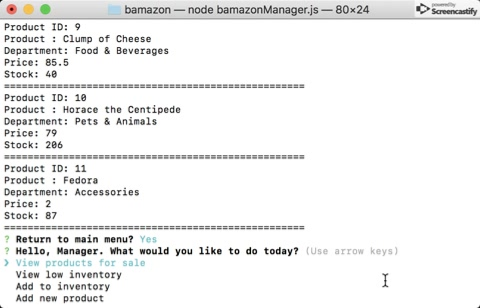 bamazon — node bamazonManager.js — 80×24
powered by
Screencastify
Product ID: 9
Product : Clump of Cheese
Department: Food & Beverages
Price: 85.5
Stock: 40
===================================================
Product ID: 10
Product : Horace the Centipede
Department: Pets & Animals
Price: 79
Stock: 206
===================================================
Product ID: 11
Product : Fedora
Department: Accessories
Price: 2
Stock: 87
===================================================
? Return to main menu? Yes
? Hello, Manager. What would you like to do today? (Use arrow keys)
❯ View products for sale
View low inventory
Add to inventory
Add new product